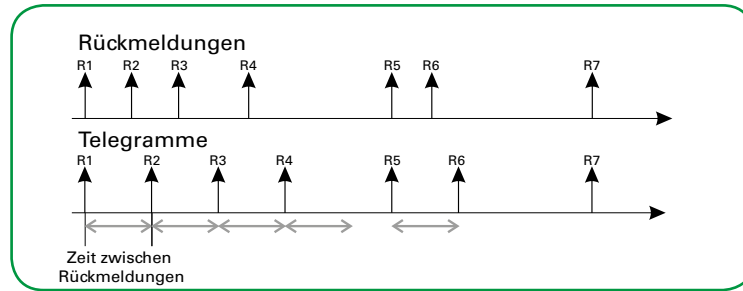 Rückmeldungen
R1 R2 R3 R4 R5 R6 R7
Telegramme
R1 R2 R3 R4 R5 R6 R7
Zeit zwischen
Rückmeldungen